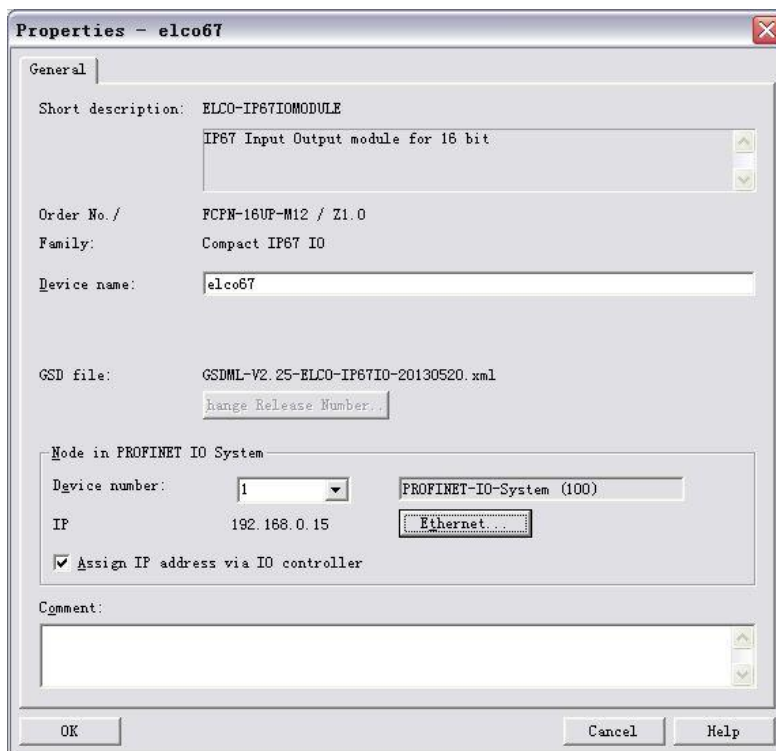 Properties - elco67
General
Short description: ELCO-IP67IOMODULE
IP67 Input Output module for 16 bit
Order No./ FCPN-16UP-M12 / Z1.0
Family: Compact IP67 IO
Device name: elco67
GSD file: GSDML-V2.25-ELCO-IP67IO-20130520.xml
hange Release Number..
Node in PROFINET IO System
Device number: 1 PROFINET-IO-System (100)
IP 192.168.0.15 Ethernet...
Assign IP address via IO controller
Comment:
OK Cancel Help